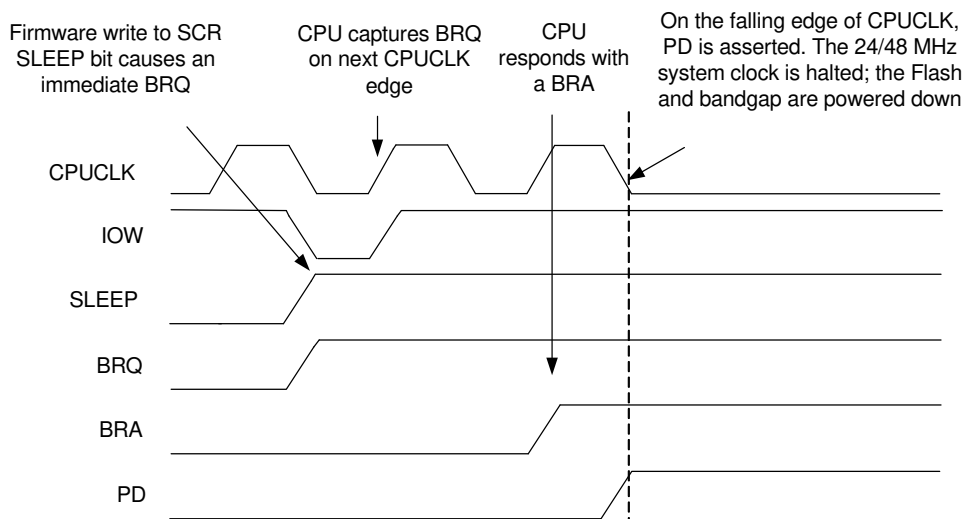 Firmware write to SCR
SLEEP bit causes an
immediate BRQ
CPU captures BRQ
on next CPUCLK
edge
CPU
responds with
a BRA
On the falling edge of CPUCLK,
PD is asserted. The 24/48 MHz
system clock is halted; the Flash
and bandgap are powered down
CPUCLK
IOW
SLEEP
BRQ
BRA
PD